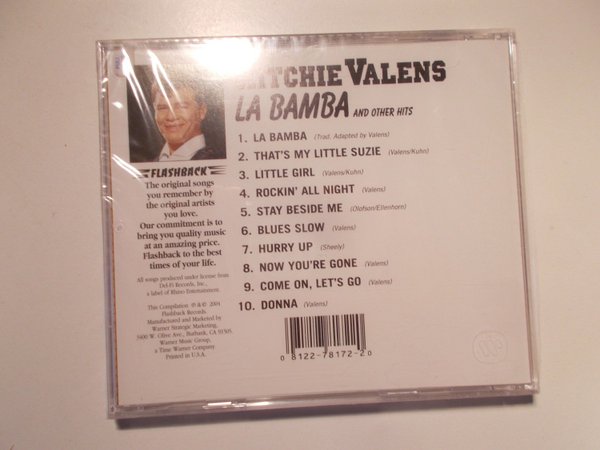 RITCHIE VALENS
LA BAMBA AND OTHER HITS
1. LA BAMBA (Trad. Adapted by Valens)
2. THAT'S MY LITTLE SUZIE (Valens/Kuhn)
3. LITTLE GIRL (Valens/Kuhn)
4. ROCKIN' ALL NIGHT (Valens)
5. STAY BESIDE ME (Olofson/Ellenhorn)
6. BLUES SLOW (Valens)
7. HURRY UP (Sheely)
8. NOW YOU'RE GONE (Valens)
9. COME ON, LET'S GO (Valens)
10. DONNA (Valens)
FLASHBACK
The original songs
you remember by
the original artists
you love.
Our commitment is to
bring you quality music
at an amazing price.
Flashback to the best
times of your life.
All songs produced under license from
Del-Fi Records, Inc.,
a label of Rhino Entertainment.
This Compilation ℗ & © 2004
Flashback Records.
Manufactured and Marketed by
Warner Strategic Marketing,
3400 W. Olive Ave., Burbank, CA 91505.
Warner Music Group,
a Time Warner Company
Printed in U.S.A.
0 8122-78172-2 0